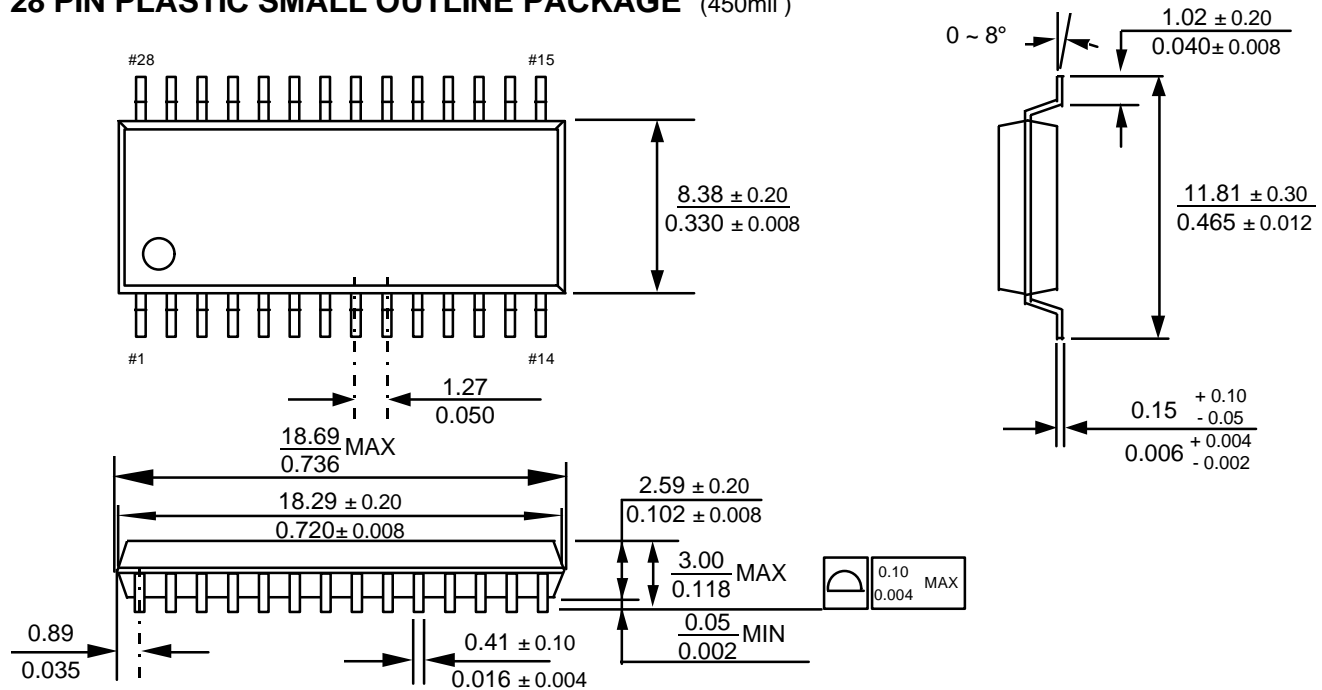 28 PIN PLASTIC SMALL OUTLINE PACKAGE (450mil )
#28
#15
0 ~ 8°
1.02 ± 0.20
0.040± 0.008
8.38 ± 0.20
0.330 ± 0.008
11.81 ± 0.30
0.465 ± 0.012
#1
#14
1.27
0.050
0.15 + 0.10
- 0.05
0.006 + 0.004
- 0.002
18.69 MAX
0.736
18.29 ± 0.20
0.720± 0.008
2.59 ± 0.20
0.102 ± 0.008
3.00 MAX
0.118
0.10 MAX
0.004
0.05 MIN
0.002
0.89
0.035
0.41 ± 0.10
0.016 ± 0.004